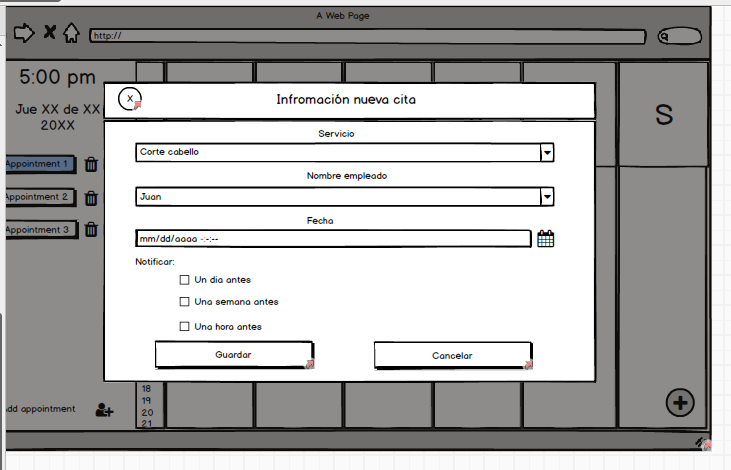 A Web Page
http://
5:00 pm
Jue XX de XX
20XX
S
Appointment 1
Appointment 2
Appointment 3
X
Infromación nueva cita
Servicio
Corte cabello
Nombre empleado
Juan
Fecha
mm/dd/aaaa -:-:--
Notificar:
Un dia antes
Una semana antes
Una hora antes
Guardar
Cancelar
18
19
20
21
dd appointment